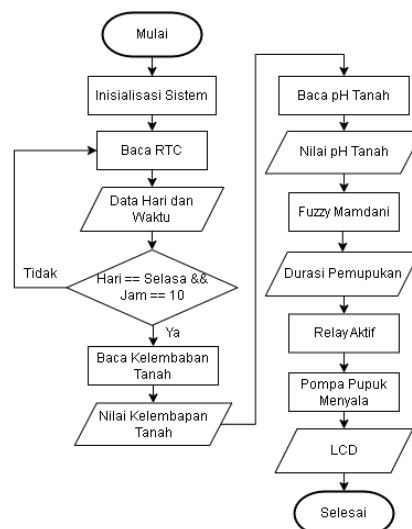 Mulai
Inisialisasi Sistem
Baca RTC
Data Hari dan
Waktu
Tidak
Hari == Selasa &&
Jam == 10
Ya
Baca Kelembaban
Tanah
Nilai Kelembapan
Tanah
Baca pH Tanah
Nilai pH Tanah
Fuzzy Mamdani
Durasi Pemupukan
Relay Aktif
Pompa Pupuk
Menyala
LCD
Selesai